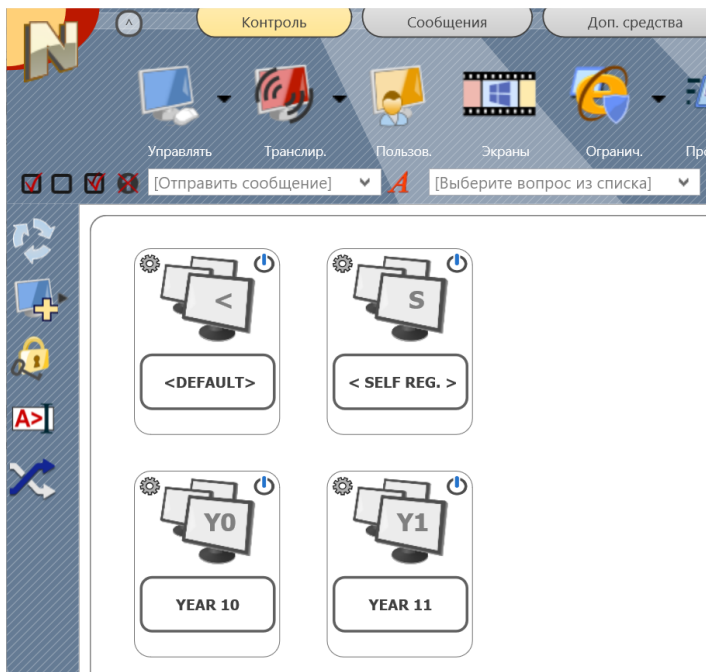 N
Контроль
Сообщения
Доп. средства
Управлять
Транслир.
Пользов.
Экраны
Огранич.
[Отправить сообщение]
A
[Выберите вопрос из списка]
A>
<
<DEFAULT>
S
< SELF REG. >
Y0
YEAR 10
Y1
YEAR 11